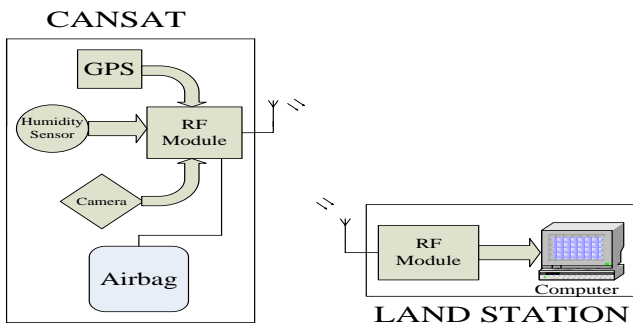 CANSAT
GPS
Humidity
Sensor
RF
Module
Camera
Airbag
RF
Module
Computer
LAND STATION